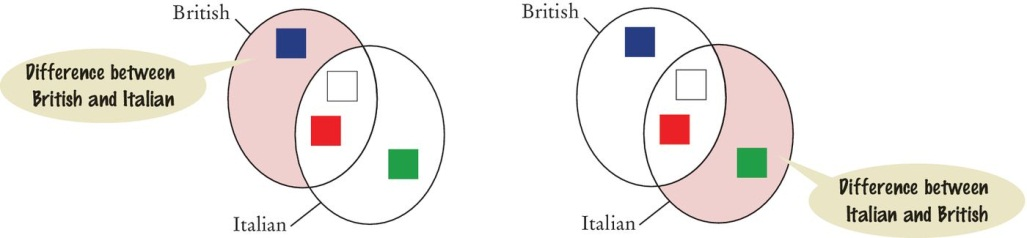 British
Difference between
British and Italian
Italian
British
Italian
Difference between
Italian and British